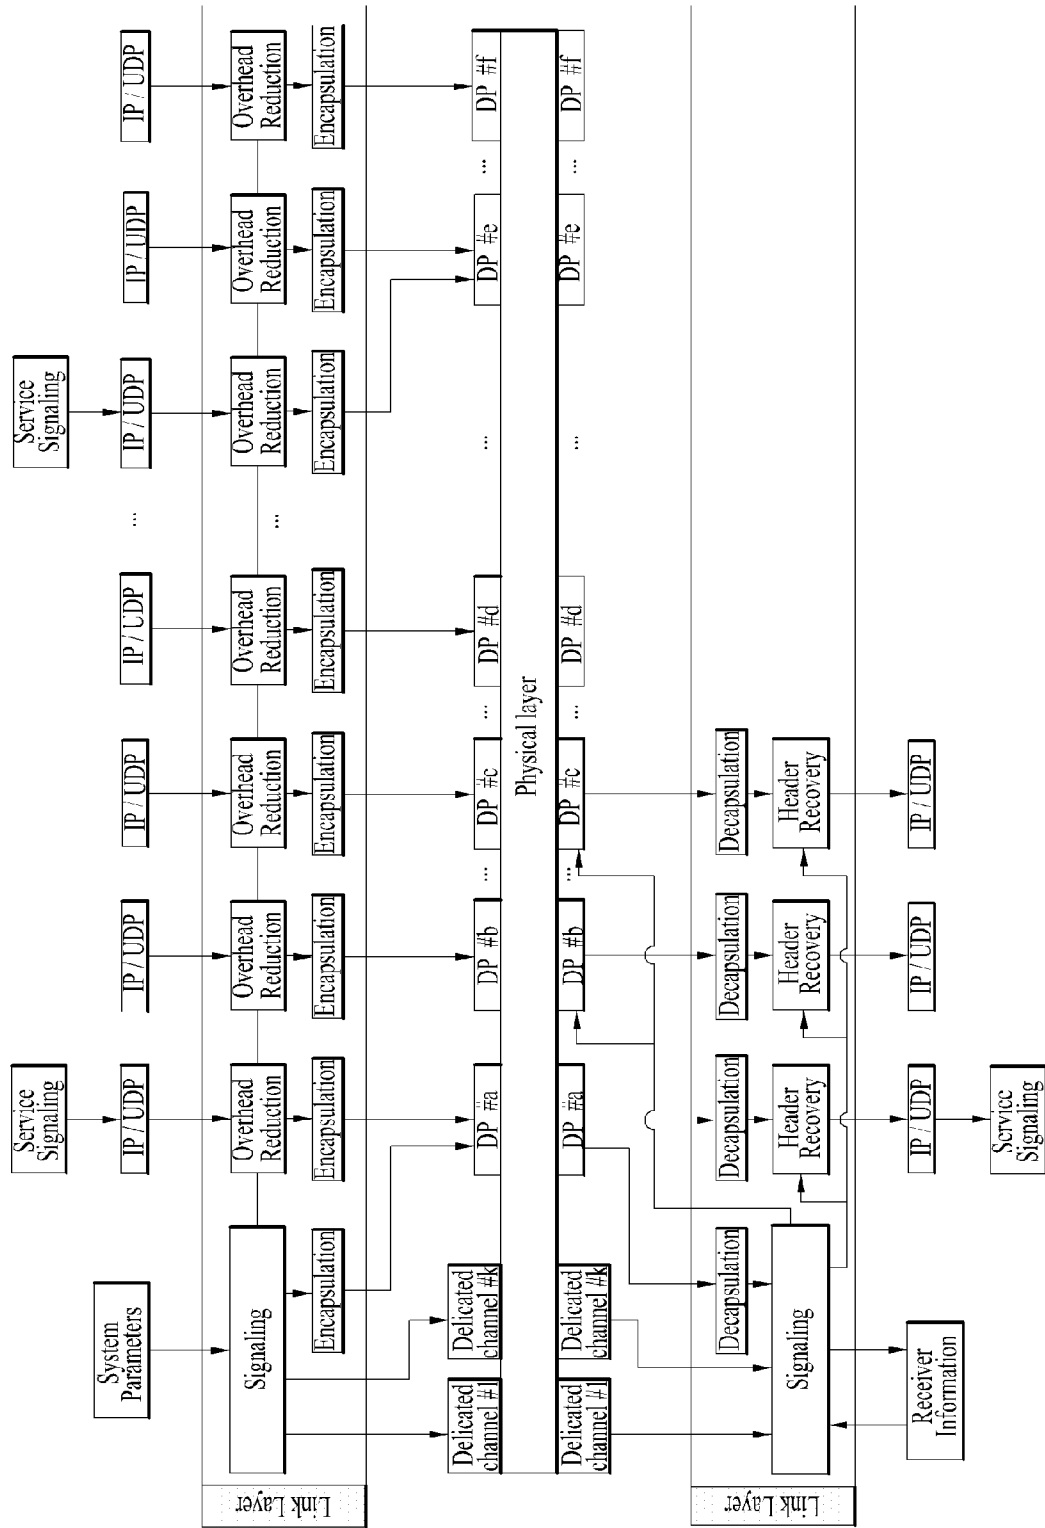 Service
Signaling
Service
Signaling
System
Parameters
IP / UDP
IP / UDP
IP / UDP
IP / UDP
...
IP / UDP
IP / UDP
IP / UDP
Link Layer
Signaling
Overhead
Reduction
Overhead
Reduction
Overhead
Reduction
Overhead
Reduction
...
Overhead
Reduction
Overhead
Reduction
Overhead
Reduction
Encapsulation
Encapsulation
Encapsulation
Encapsulation
Encapsulation
Encapsulation
Encapsulation
Encapsulation
Delicated
channel #1
Delicated
channel #k
DP #a
DP #b
...
DP #c
...
DP #d
...
DP #e
...
DP #f
Physical layer
Delicated
channel #1
Delicated
channel #k
DP #a
DP #b
...
DP #c
...
DP #d
...
DP #e
...
DP #f
Decapsulation
Decapsulation
Decapsulation
Decapsulation
Link Layer
Signaling
Header
Recovery
Header
Recovery
Header
Recovery
Receiver
Information
IP / UDP
IP / UDP
IP / UDP
Service
Signaling